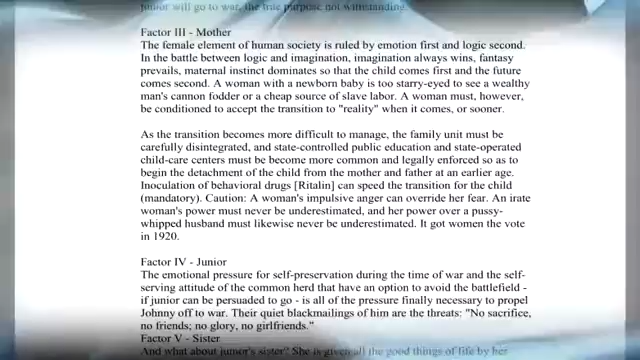 junior will go to war, the true purpose not withstanding.
Factor III - Mother
The female element of human society is ruled by emotion first and logic second.
In the battle between logic and imagination, imagination always wins, fantasy
prevails, maternal instinct dominates so that the child comes first and the future
comes second. A woman with a newborn baby is too starry-eyed to see a wealthy
man's cannon fodder or a cheap source of slave labor. A woman must, however,
be conditioned to accept the transition to "reality" when it comes, or sooner.
As the transition becomes more difficult to manage, the family unit must be
carefully disintegrated, and state-controlled public education and state-operated
child-care centers must be become more common and legally enforced so as to
begin the detachment of the child from the mother and father at an earlier age.
Inoculation of behavioral drugs [Ritalin] can speed the transition for the child
(mandatory). Caution: A woman's impulsive anger can override her fear. An irate
woman's power must never be underestimated, and her power over a pussy-
whipped husband must likewise never be underestimated. It got women the vote
in 1920.
Factor IV - Junior
The emotional pressure for self-preservation during the time of war and the self-
serving attitude of the common herd that have an option to avoid the battlefield -
if junior can be persuaded to go - is all of the pressure finally necessary to propel
Johnny off to war. Their quiet blackmailings of him are the threats: "No sacrifice,
no friends; no glory, no girlfriends."
Factor V - Sister
And what about junior's sister? She is given all the good things of life by her